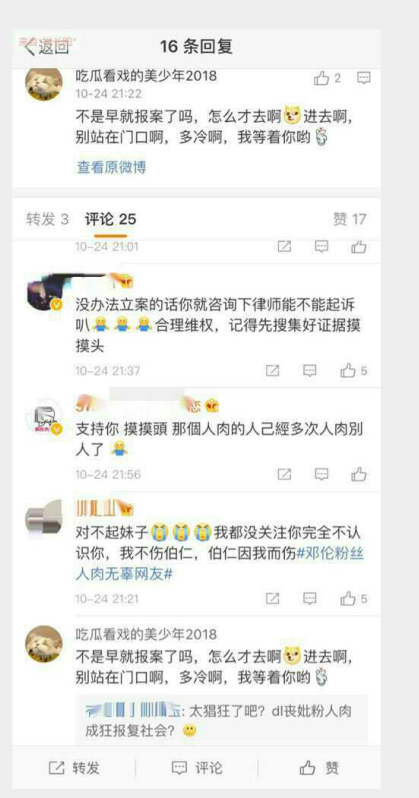 返回
16 条回复
吃瓜看戏的美少年2018
2
10-24 21:22
不是早就报案了吗，怎么才去啊进去啊，
别站在门口啊，多冷啊，我等着你哟
查看原微博
转发 3 评论 25 赞 17
10-24 21:01
没办法立案的话你就咨询下律师能不能起诉
叭合理维权，记得先搜集好证据摸
摸头
10-24 21:37
5
恋
支持你 摸摸頭 那個人肉的人己經多次人肉别
人了
10-24 21:56
对不起妹子我都没关注你完全不认
识你，我不伤伯仁，伯仁因我而伤#邓伦粉丝
人肉无辜网友#
10-24 21:21
5
吃瓜看戏的美少年2018
不是早就报案了吗，怎么才去啊进去啊，
别站在门口啊，多冷啊，我等着你哟
: 太猖狂了吧？dl丧妣粉人肉
成狂报复社会？
转发 评论 赞